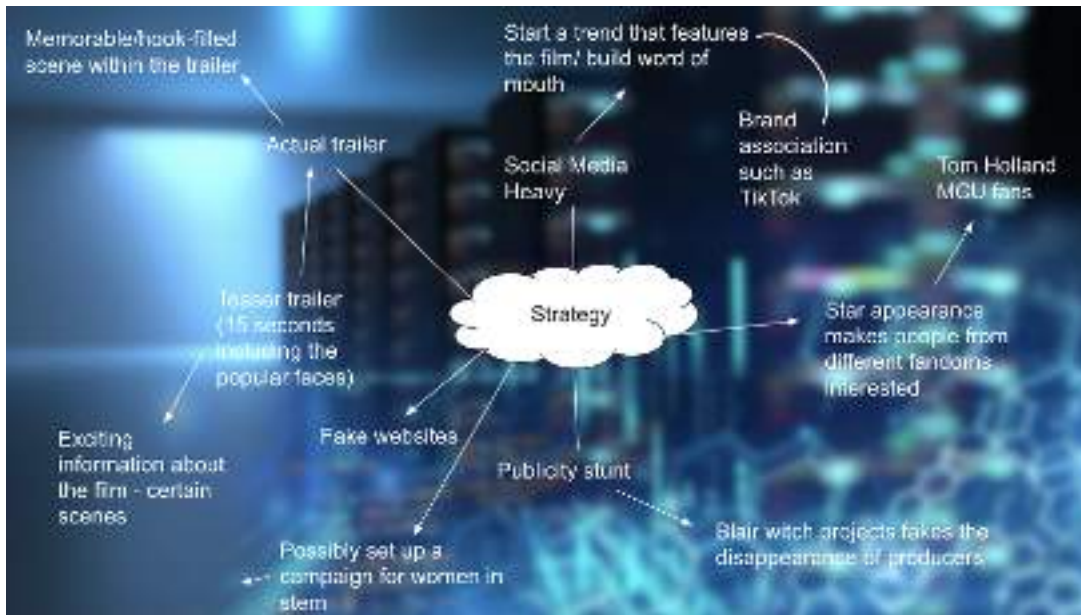 Memorable/hook-filled
scene within the trailer
Start a trend that features
the film/ build word of
mouth
Actual trailer
Social Media
Heavy
Brand
association
such as
TikTok
Tom Holland
MCU fans
Teaser trailer
(15 seconds
including the
popular faces)
Strategy
Star appearance
makes people from
different fandoms
interested
Exciting
information about
the film - certain
scenes
Fake websites
Publicity stunt
Possibly set up a
campaign for women in
stem
Blair witch projects fakes the
disappearance of producers